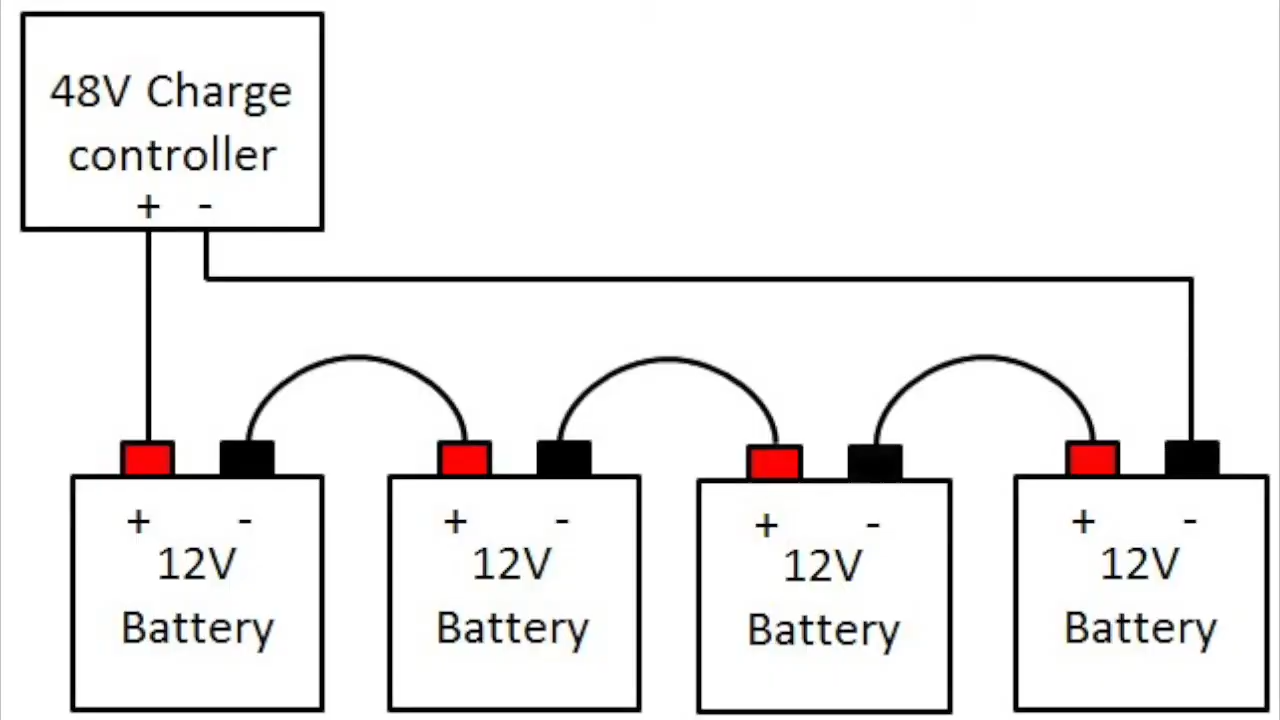 48V Charge
controller
+ -
+ -
12V
Battery
+ -
12V
Battery
+ -
12V
Battery
+ -
12V
Battery